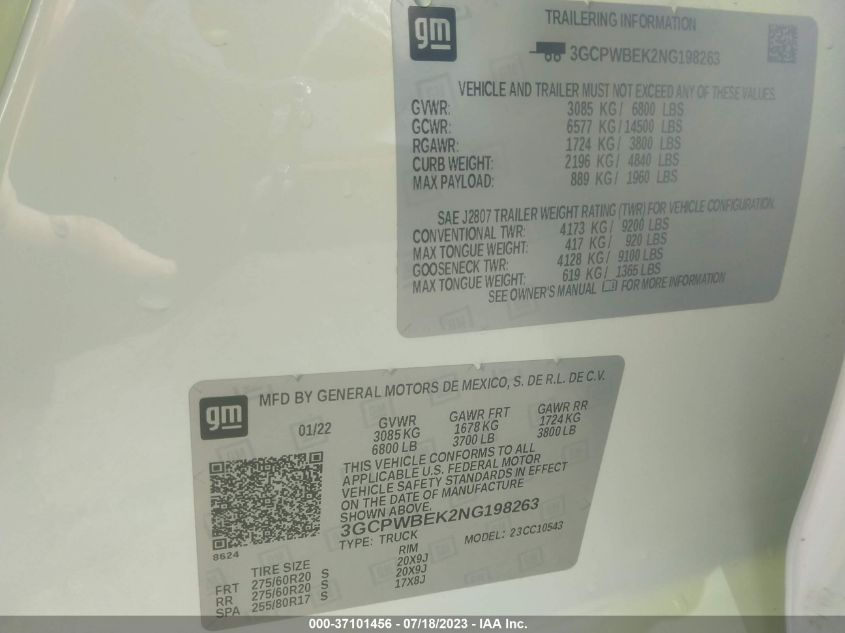 gm
TRAILERING INFORMATION
3GCPWBEK2NG198263
VEHICLE AND TRAILER MUST NOT EXCEED ANY OF THESE VALUES.
GVWR: 3085 KG/ 6800 LBS
GCWR: 6577 KG/14500 LBS
RGAWR: 1724 KG/ 3800 LBS
CURB WEIGHT: 2196 KG/ 4840 LBS
MAX PAYLOAD: 889 KG/ 1960 LBS
SAE J2807 TRAILER WEIGHT RATING (TWR) FOR VEHICLE CONFIGURATION.
CONVENTIONAL TWR: 4173 KG/ 9200 LBS
MAX TONGUE WEIGHT: 417 KG/ 920 LBS
GOOSENECK TWR: 4128 KG/ 9100 LBS
MAX TONGUE WEIGHT: 619 KG/ 1365 LBS
SEE OWNER'S MANUAL FOR MORE INFORMATION
gm
MFD BY GENERAL MOTORS DE MEXICO, S. DE R.L. DE C.V.
01/22 GVWR GAWR FRT GAWR RR
3085 KG 1678 KG 1724 KG
6800 LB 3700 LB 3800 LB
THIS VEHICLE CONFORMS TO ALL
APPLICABLE U.S. FEDERAL MOTOR
VEHICLE SAFETY STANDARDS IN EFFECT
ON THE DATE OF MANUFACTURE
SHOWN ABOVE.
3GCPWBEK2NG198263
TYPE: TRUCK MODEL: 23CC10543
8624
TIRE SIZE RIM
FRT 275/60R20 S 20X9J
RR 275/60R20 S 20X9J
SPA 255/80R17 S 17X8J
000-37101456 - 07/18/2023 - IAA Inc.